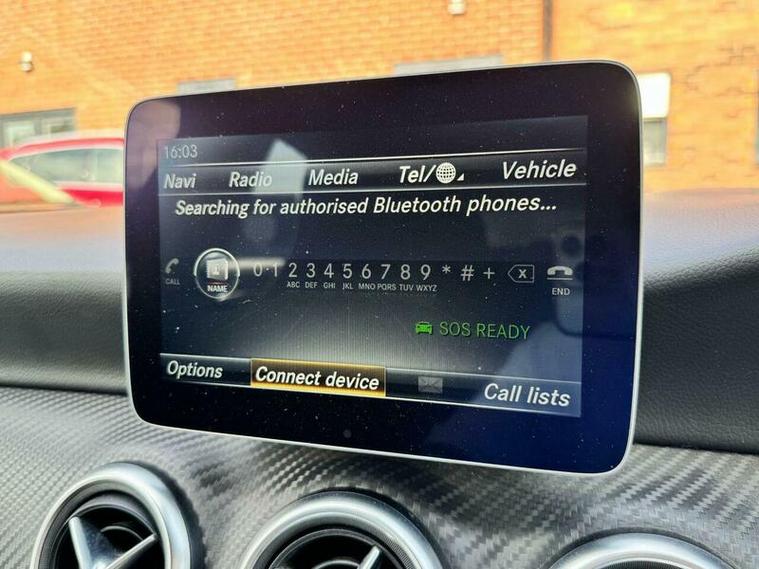 16:03
Navi Radio Media Tel/ Vehicle
Searching for authorised Bluetooth phones...
CALL NAME 0 1 2 3 4 5 6 7 8 9 * # + END
ABC DEF GHI JKL MNO PQRS TUV WXYZ
SOS READY
Options Connect device Call lists